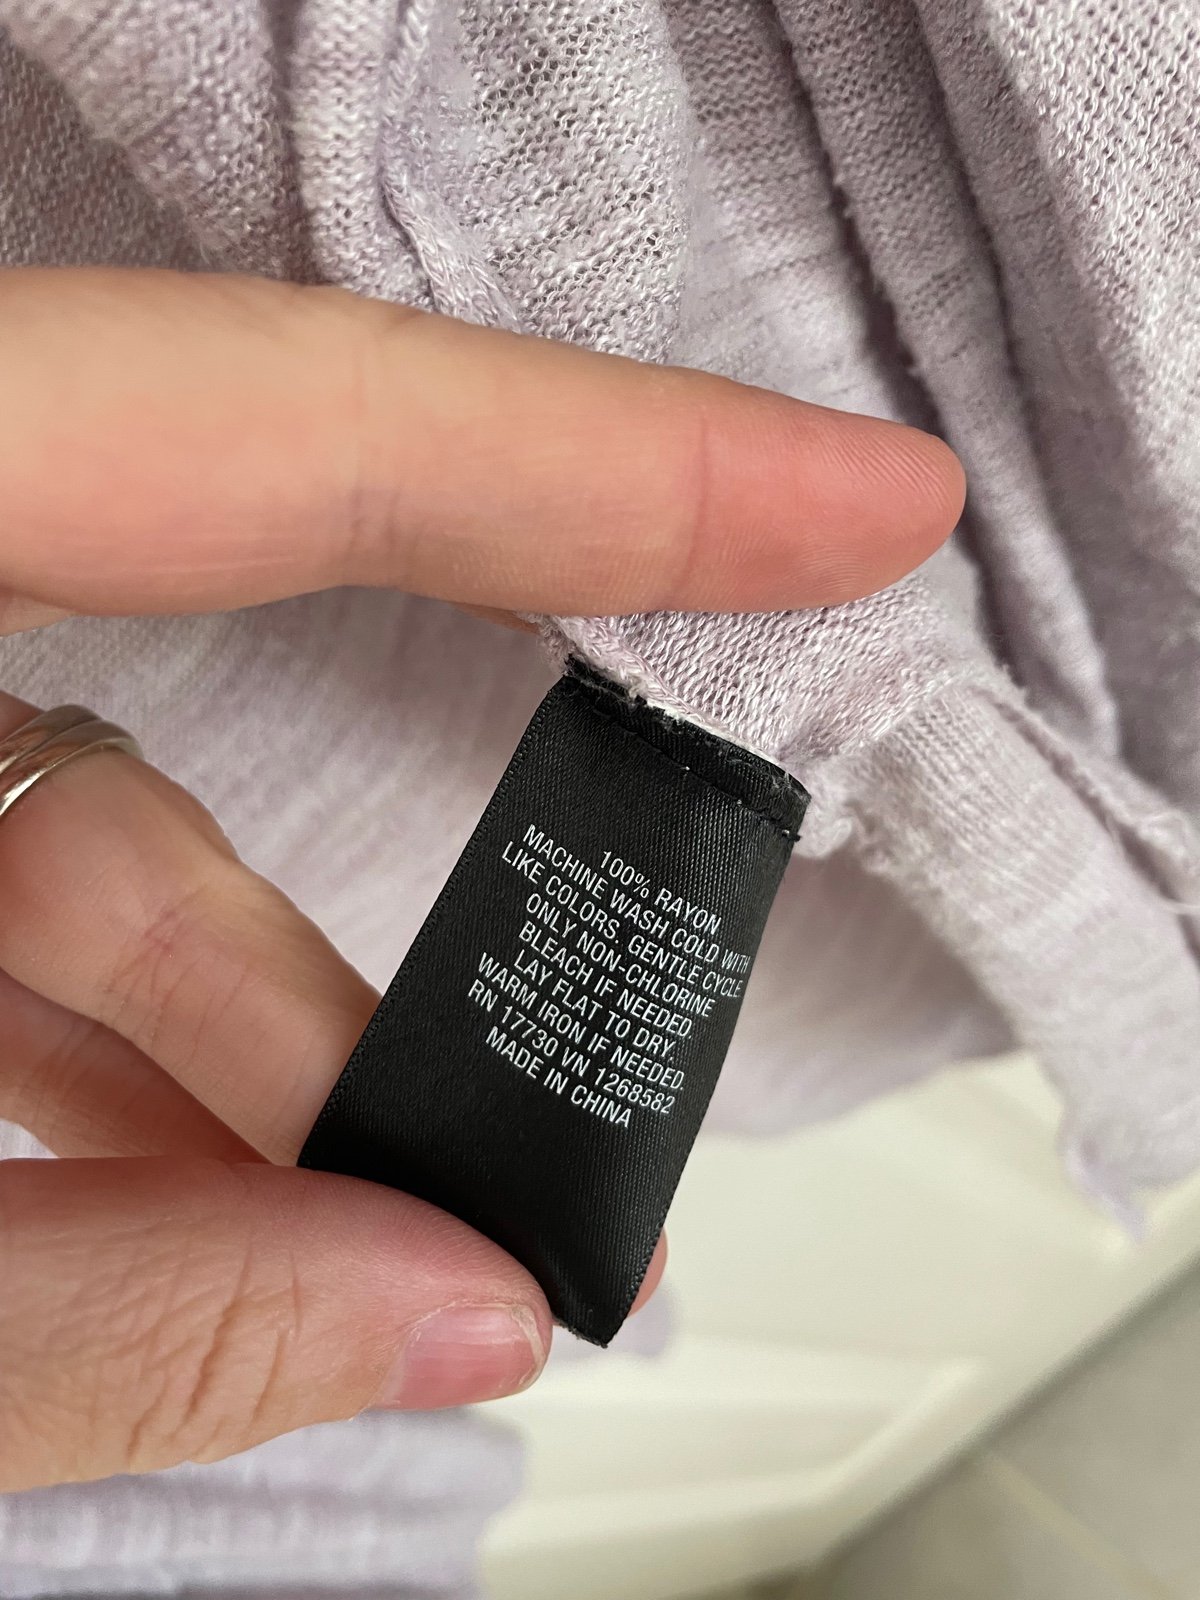 100% RAYON
MACHINE WASH COLD WITH
LIKE COLORS, GENTLE CYCLE.
ONLY NON-CHLORINE
BLEACH IF NEEDED.
LAY FLAT TO DRY.
WARM IRON IF NEEDED.
RN 17730 VN 1268582
MADE IN CHINA